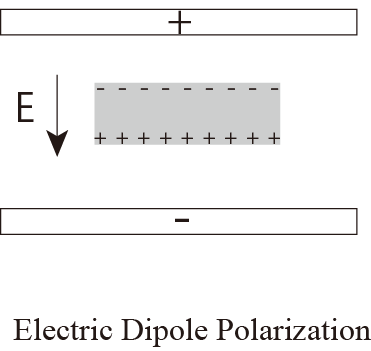 +
- - - - - - - - -
E
+ + + + + + + + +
-
Electric Dipole Polarization